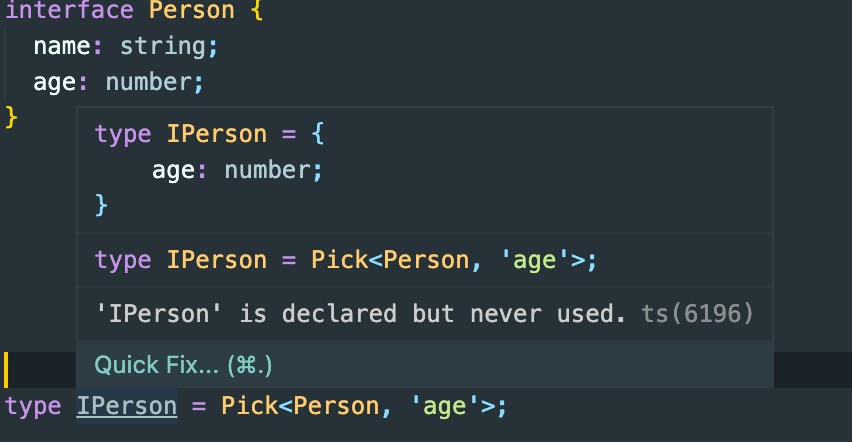 interface Person {
  name: string;
  age: number;
}
type IPerson = {
    age: number;
}
type IPerson = Pick<Person, 'age'>;
'IPerson' is declared but never used. ts(6196)
Quick Fix... (⌘.)
type IPerson = Pick<Person, 'age'>;